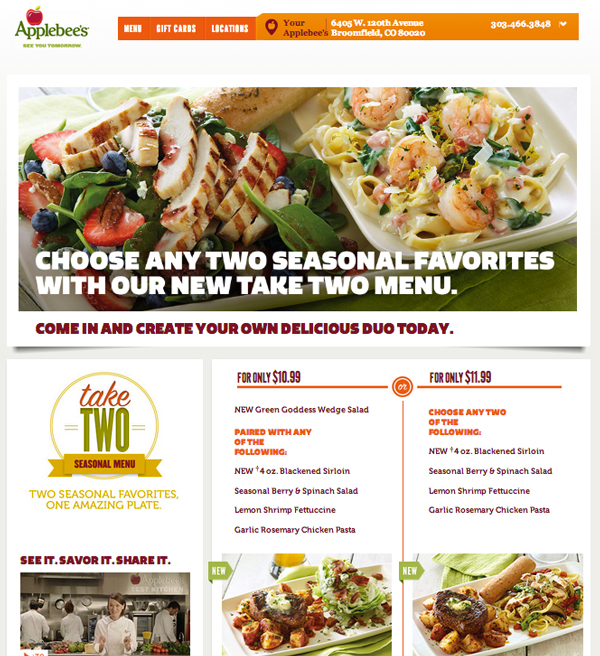 Applebee's
SEE YOU TOMORROW
MENU
GIFT CARDS
LOCATIONS
Your
Applebee's
6405 W. 120th Avenue
Broomfield, CO 80020
303.466.3848
CHOOSE ANY TWO SEASONAL FAVORITES
WITH OUR NEW TAKE TWO MENU.
COME IN AND CREATE YOUR OWN DELICIOUS DUO TODAY.
take
TWO
SEASONAL MENU
TWO SEASONAL FAVORITES,
ONE AMAZING PLATE.
SEE IT. SAVOR IT. SHARE IT.
Applebee's
TEST KITCHEN
FOR ONLY $10.99
NEW Green Goddess Wedge Salad
PAIRED WITH ANY
OF THE
FOLLOWING:
NEW †4 oz. Blackened Sirloin
Seasonal Berry & Spinach Salad
Lemon Shrimp Fettuccine
Garlic Rosemary Chicken Pasta
NEW
or
FOR ONLY $11.99
CHOOSE ANY TWO
OF THE
FOLLOWING:
NEW †4 oz. Blackened Sirloin
Seasonal Berry & Spinach Salad
Lemon Shrimp Fettuccine
Garlic Rosemary Chicken Pasta
NEW